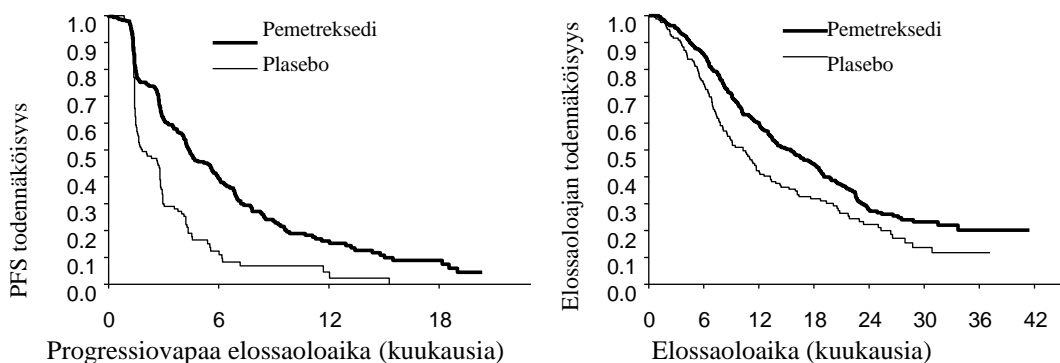 PFS todennäköisyys
1.0
0.9
0.8
0.7
0.6
0.5
0.4
0.3
0.2
0.1
0.0
Pemetreksedi
Plasebo
0 6 12 18
Progressiovapaa elossaoloaika (kuukausia)
Elossaoloajan todennäköisyys
1.0
0.9
0.8
0.7
0.6
0.5
0.4
0.3
0.2
0.1
0.0
Pemetreksedi
Plasebo
0 6 12 18 24 30 36 42
Elossaoloaika (kuukausia)